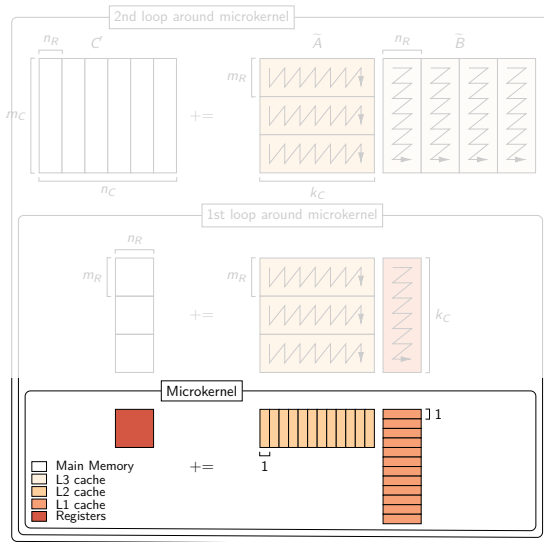 2nd loop around microkernel
n_R C' Ã n_R B̃
m_R
m_C +=
n_C k_C
1st loop around microkernel
n_R
m_R m_R
+= k_C
Microkernel
1
+= 1
Main Memory
L3 cache
L2 cache
L1 cache
Registers